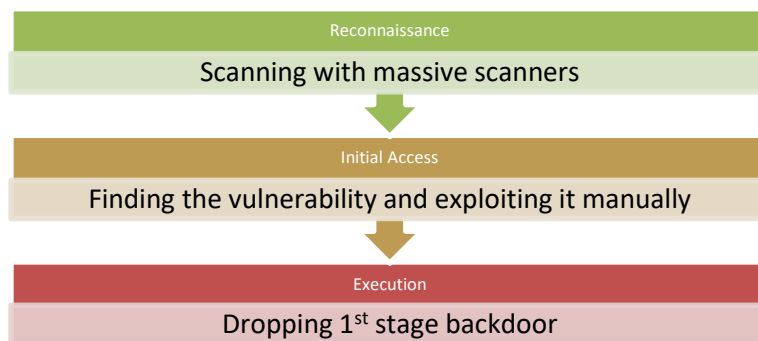 Reconnaissance
Scanning with massive scanners
Initial Access
Finding the vulnerability and exploiting it manually
Execution
Dropping 1st stage backdoor